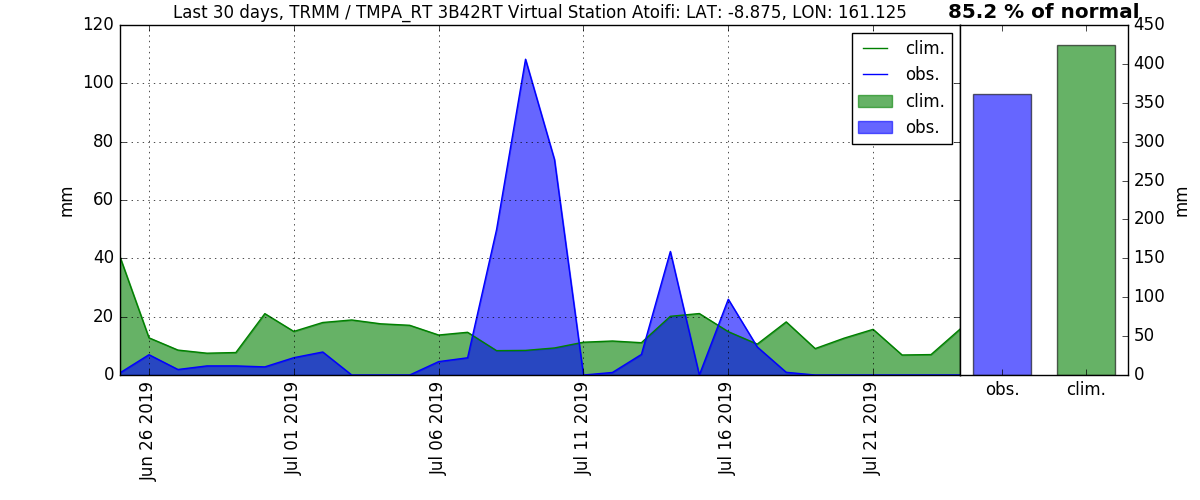 Last 30 days, TRMM / TMPA_RT 3B42RT Virtual Station Atoifi: LAT: -8.875, LON: 161.125
85.2 % of normal
120
100
80
60
40
20
0
mm
clim.
obs.
clim.
obs.
450
400
350
300
250
200
150
100
50
0
mm
Jun 26 2019
Jul 01 2019
Jul 06 2019
Jul 11 2019
Jul 16 2019
Jul 21 2019
obs.
clim.